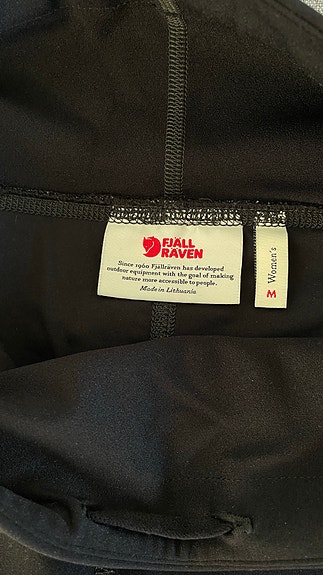 FJÄLL
RÄVEN
Since 1960 Fjällräven has developed
outdoor equipment with the goal of making
nature more accessible to people.
Made in Lithuania
Women's
M